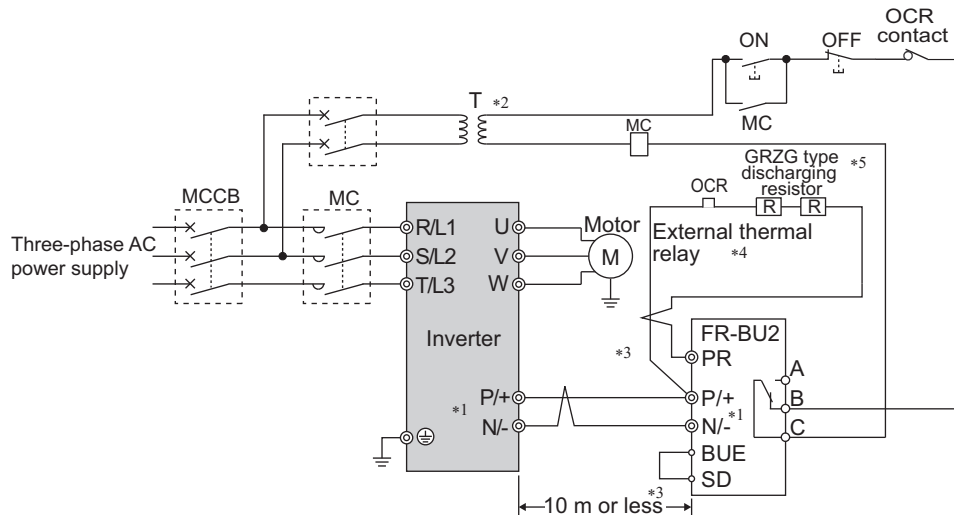 OCR
contact
ON
OFF
T *2
MC
MC
GRZG type *5
discharging
resistor
OCR
R R
MCCB
MC
External thermal
relay *4
Three-phase AC
power supply
R/L1
S/L2
T/L3
U
V
W
Motor
M
Inverter
FR-BU2
*3
PR
A
*1
P/+
P/+
B
N/-
N/- *1
C
BUE
SD
*3
10 m or less